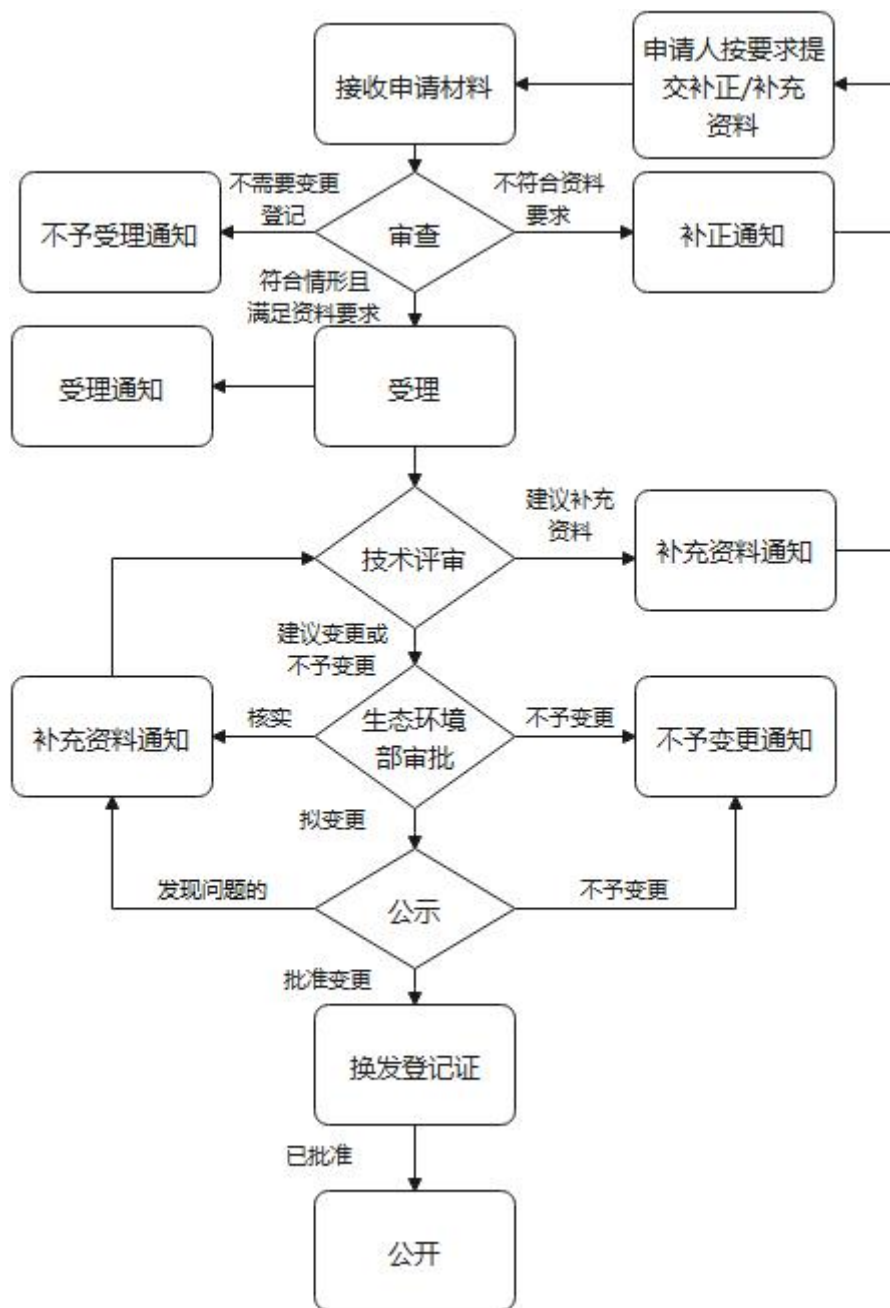 接收申请材料
申请人按要求提
交补正/补充
资料
不需要变更
登记
不符合资料
要求
不予受理通知
审查
补正通知
符合情形且
满足资料要求
受理通知
受理
建议补充
资料
技术评审
补充资料通知
建议变更或
不予变更
补充资料通知
核实
生态环境
部审批
不予变更
不予变更通知
拟变更
发现问题的
公示
不予变更
批准变更
换发登记证
已批准
公开